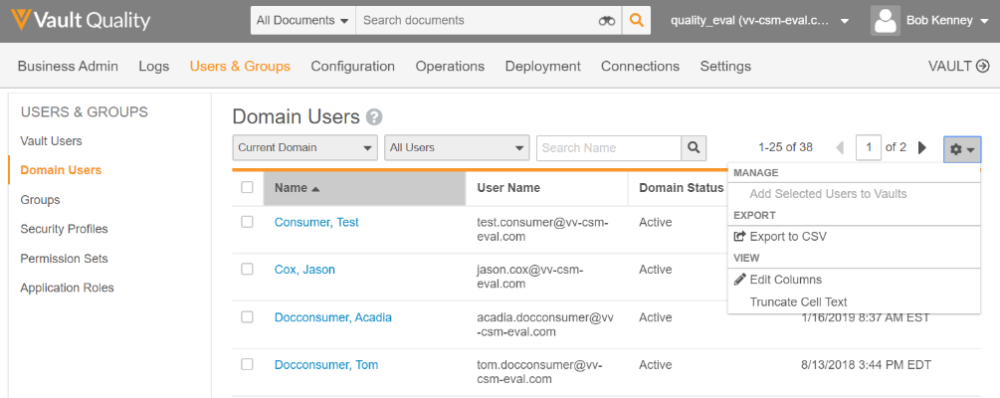 Vault Quality
All Documents
Search documents
quality_eval (vv-csm-eval.c...
Bob Kenney
Business Admin
Logs
Users & Groups
Configuration
Operations
Deployment
Connections
Settings
VAULT
USERS & GROUPS
Vault Users
Domain Users
Groups
Security Profiles
Permission Sets
Application Roles
Domain Users ?
Current Domain
All Users
Search Name
1-25 of 38
1 of 2
MANAGE
Add Selected Users to Vaults
EXPORT
Export to CSV
VIEW
Edit Columns
Truncate Cell Text
Name
User Name
Domain Status
Consumer, Test
test.consumer@vv-csm-
eval.com
Active
Cox, Jason
jason.cox@vv-csm-
eval.com
Active
Docconsumer, Acadia
acadia.docconsumer@vv
-csm-eval.com
Active
1/16/2019 8:37 AM EST
Docconsumer, Tom
tom.docconsumer@vv-
csm-eval.com
Active
8/13/2018 3:44 PM EDT